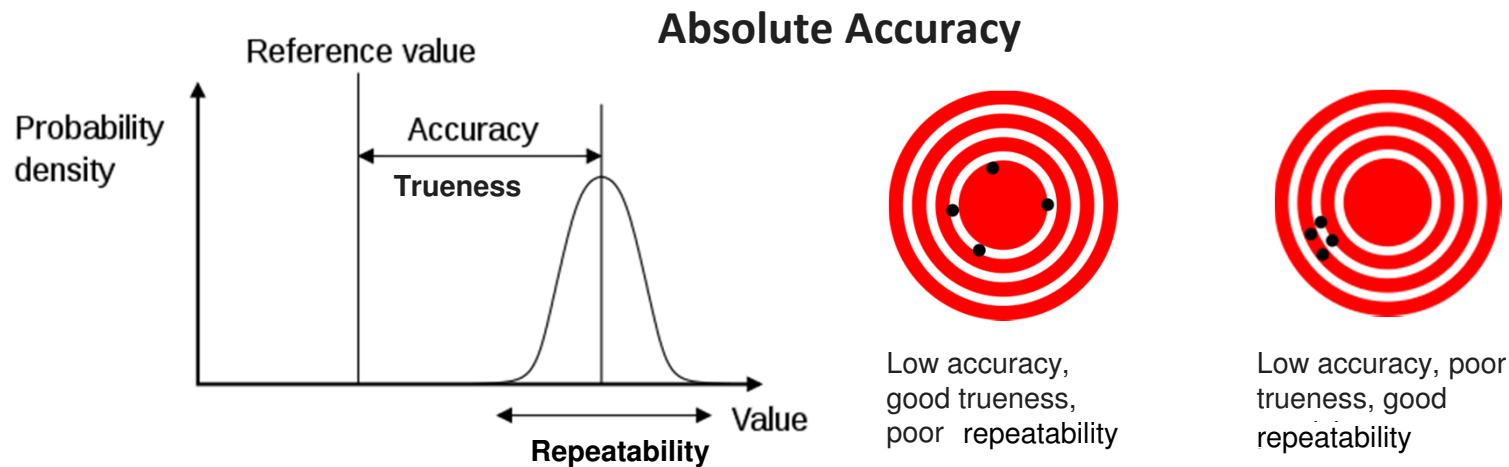 Absolute Accuracy
Reference value
Probability
density
Accuracy
Trueness
Value
Repeatability
Low accuracy,
good trueness,
poor repeatability
Low accuracy, poor
trueness, good
repeatability